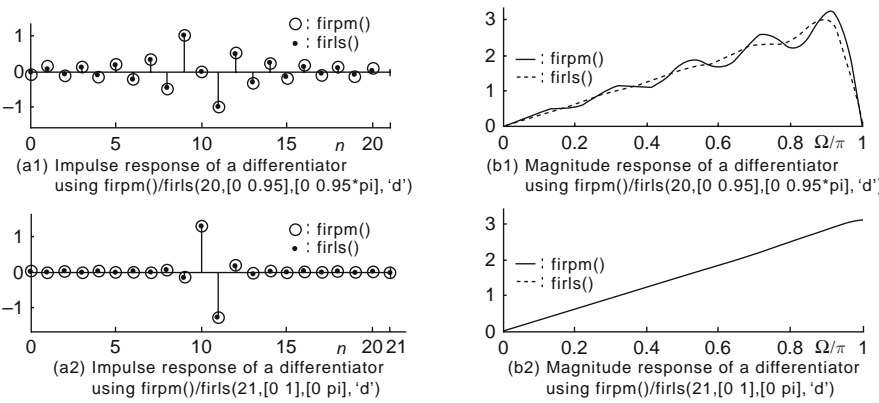 : firpm()
: firls()
1
0
–1
0 5 10 15 n 20
(a1) Impulse response of a differentiator
using firpm()/firls(20,[0 0.95],[0 0.95*pi], ‘d’)
3
2
1
0
: firpm()
: firls()
0 0.2 0.4 0.6 0.8 Ω/π 1
(b1) Magnitude response of a differentiator
using firpm()/firls(20,[0 0.95],[0 0.95*pi], ‘d’)
: firpm()
: firls()
1
0
–1
0 5 10 15 n 20 21
(a2) Impulse response of a differentiator
using firpm()/firls(21,[0 1],[0 pi], ‘d’)
3
2
1
0
: firpm()
: firls()
0 0.2 0.4 0.6 0.8 Ω/π 1
(b2) Magnitude response of a differentiator
using firpm()/firls(21,[0 1],[0 pi], ‘d’)